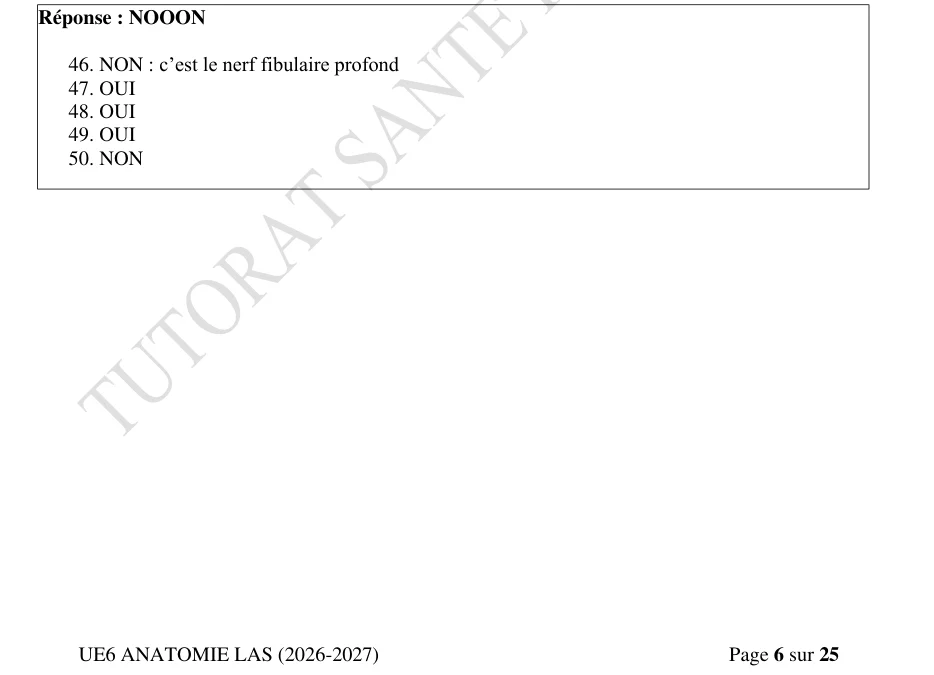 Réponse : NOOON
46. NON : c’est le nerf fibulaire profond
47. OUI
48. OUI
49. OUI
50. NON
TUTORAT SANTE
UE6 ANATOMIE LAS (2026-2027)
Page 6 sur 25